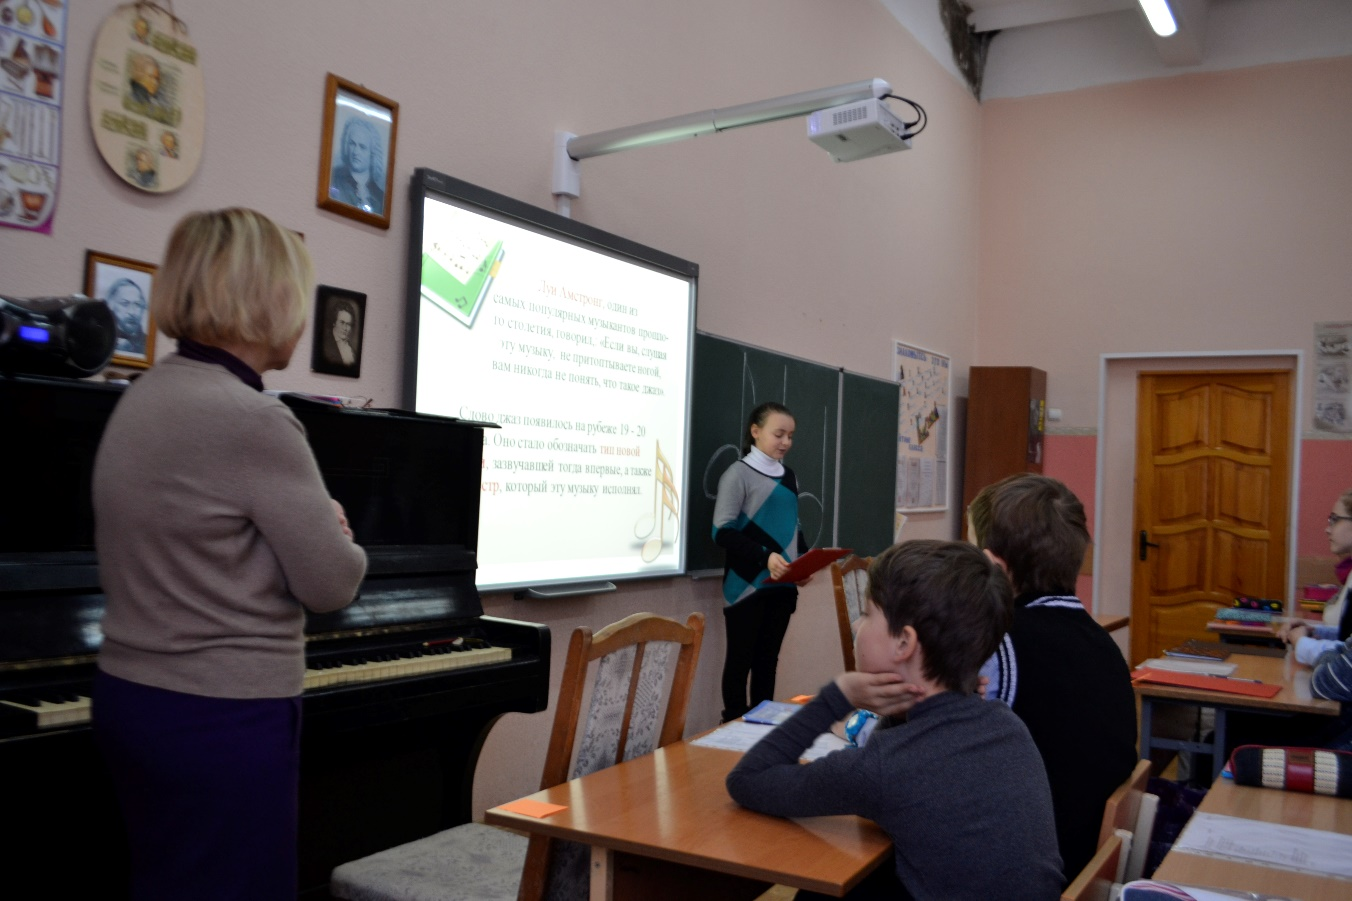 Луи Амстронг, один из
самых популярных музыкантов прошло-
го столетия, говорил,: «Если вы, слушая
эту музыку, не притоптываете ногой,
вам никогда не понять, что такое джаз».
Слово джаз появилось на рубеже 19 - 20
Оно стало обозначать тип новой
зазвучавшей тогда впервые, а также
который эту музыку исполнял.